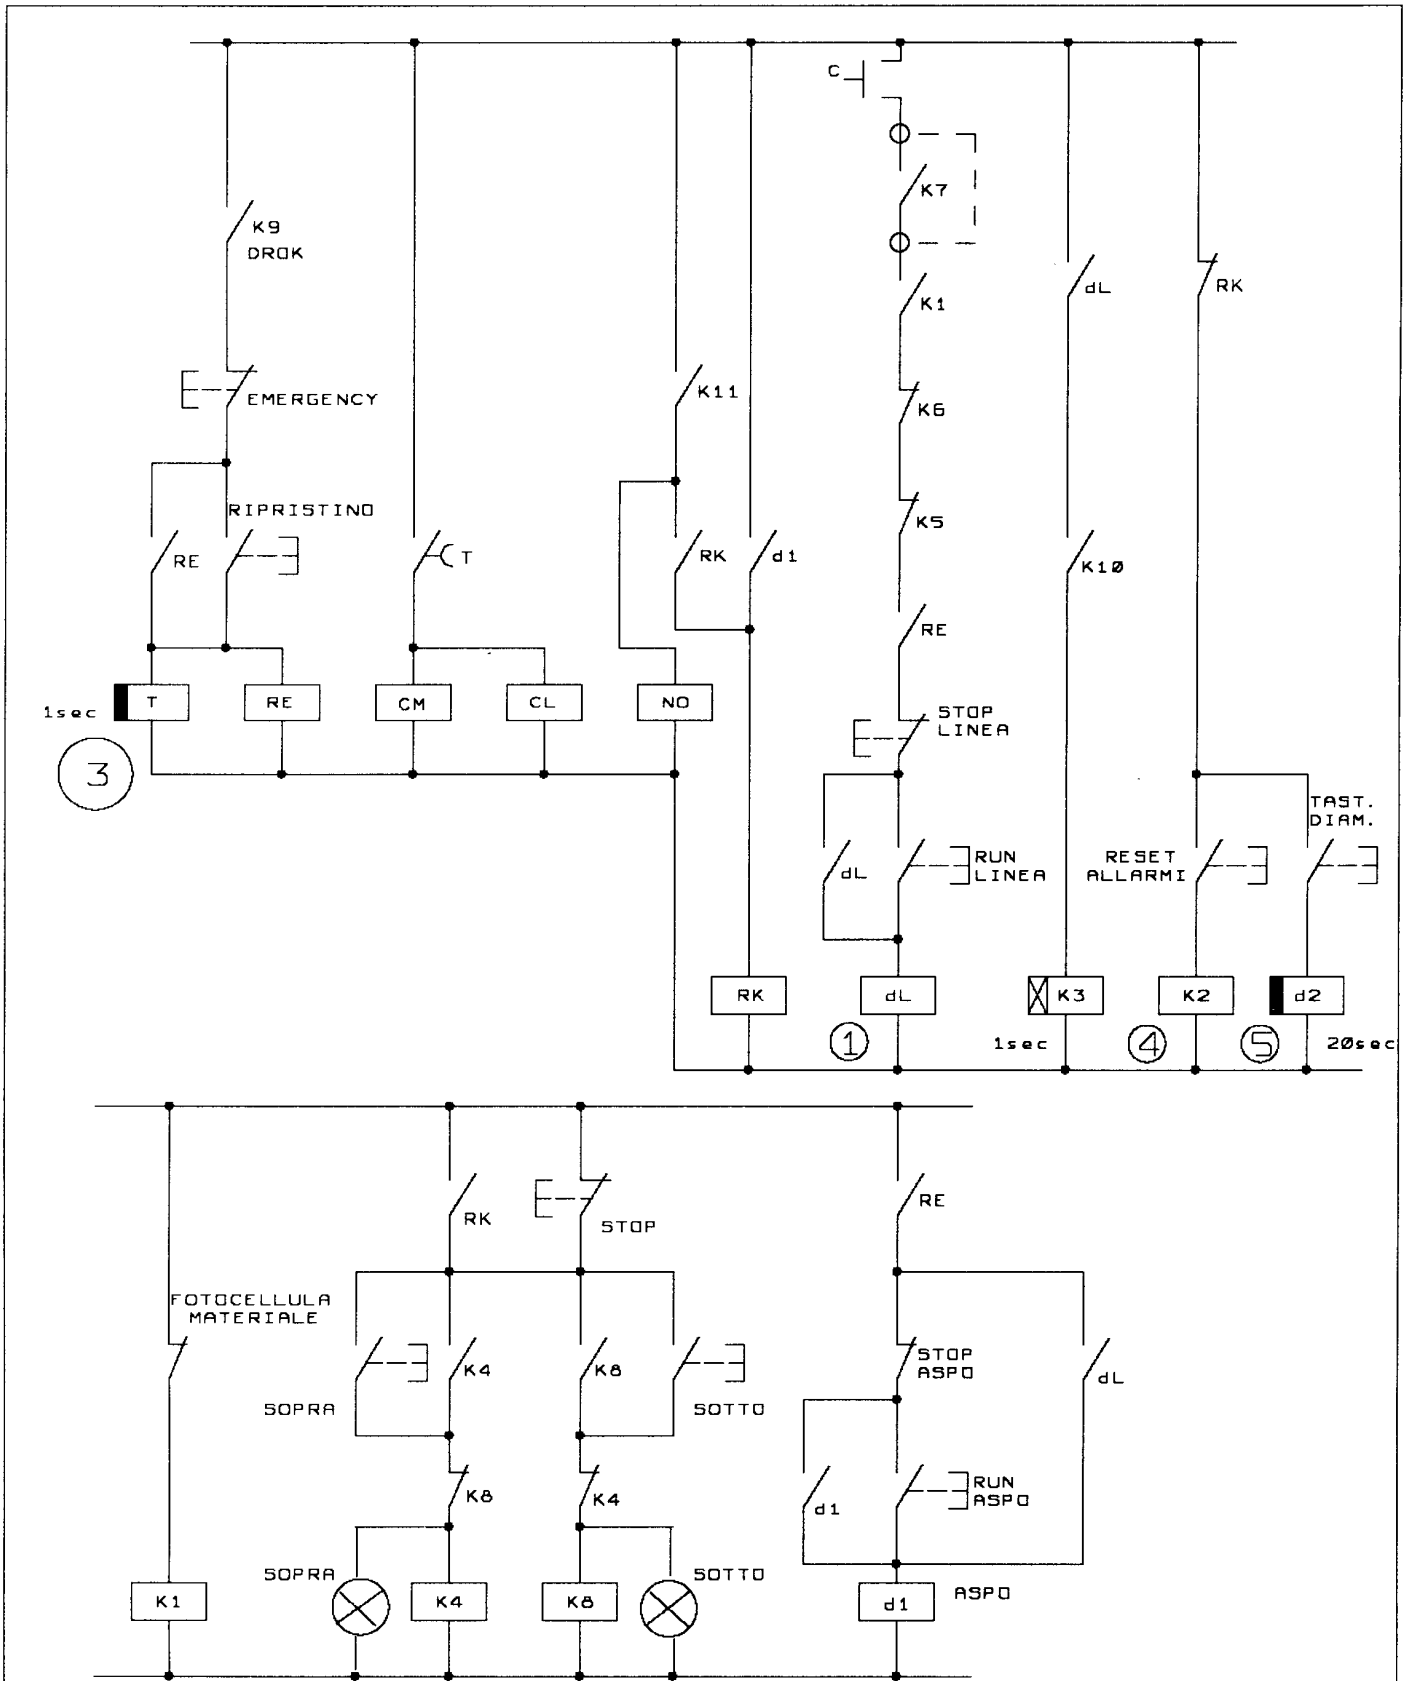 C
K9
DROK
K7
K1
dL
RK
EMERGENCY
K11
K6
RIPRISTINO
K5
RE
T
RK
d1
K10
RE
1sec
T
RE
CM
CL
NO
STOP
LINEA
3
TAST.
DIAM.
dL
RUN
LINEA
RESET
ALLARMI
RK
dL
K3
K2
d2
1
1sec
4
5
20sec
RK
STOP
RE
FOTOCELLULA
MATERIALE
K4
K8
STOP
ASPO
dL
SOPRA
SOTTO
K8
K4
d1
RUN
ASPO
SOPRA
SOTTO
K1
K4
K8
d1
ASPO